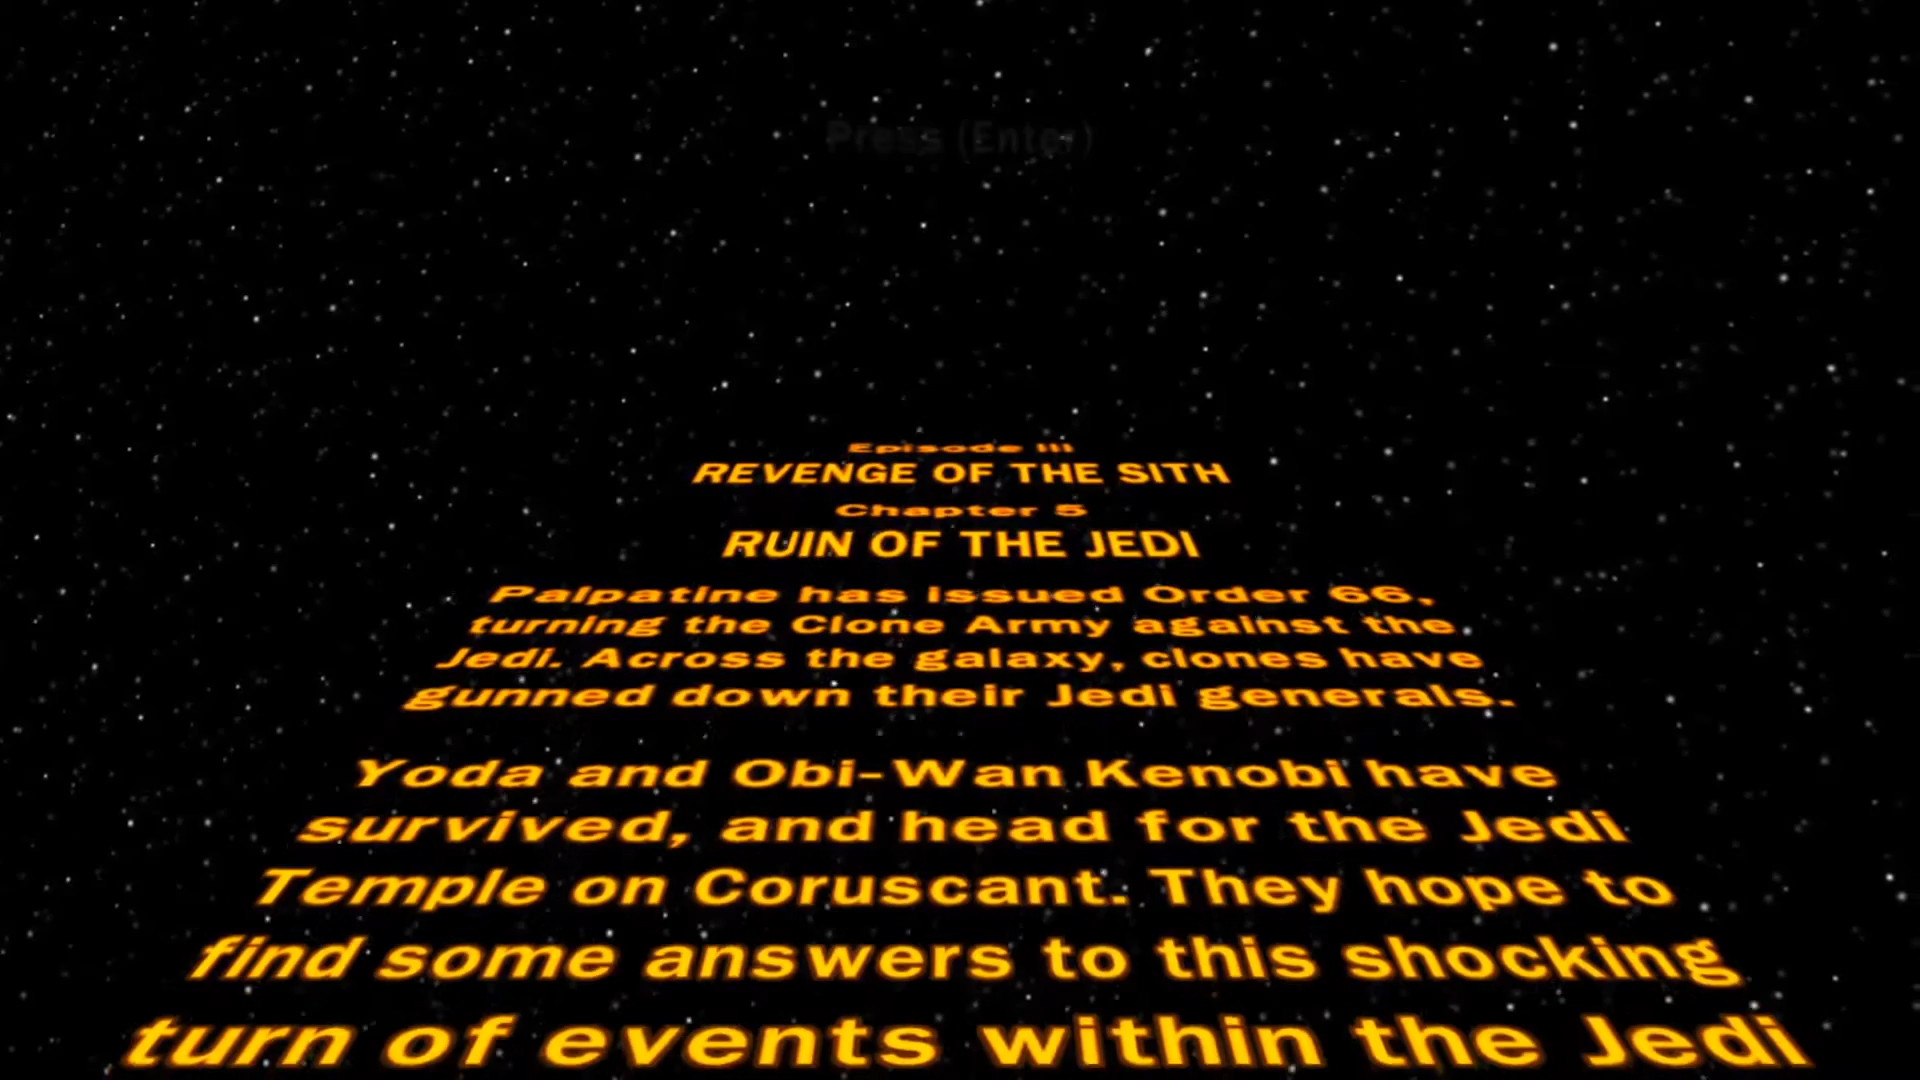 Press (Enter)
Episode III
REVENGE OF THE SITH
Chapter 5
RUIN OF THE JEDI
Palpatine has issued Order 66,
turning the Clone Army against the
Jedi. Across the galaxy, clones have
gunned down their Jedi generals.
Yoda and Obi-Wan Kenobi have
survived, and head for the Jedi
Temple on Coruscant. They hope to
find some answers to this shocking
turn of events within the Jedi